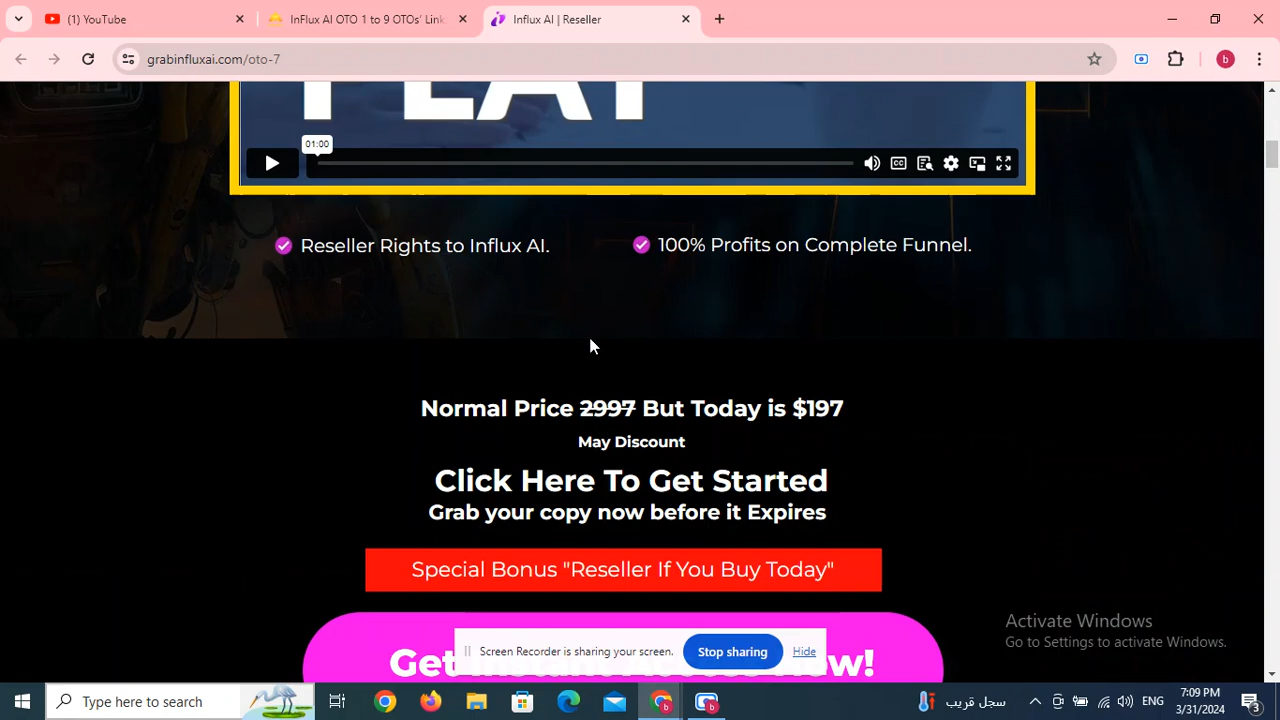 (1) YouTube
InFlux AI OTO 1 to 9 OTOs' Link
Influx AI | Reseller
grabinfluxai.com/oto-7
b
01:00
CC
Reseller Rights to Influx AI.
100% Profits on Complete Funnel.
Normal Price 2997 But Today is $197
May Discount
Click Here To Get Started
Grab your copy now before it Expires
Special Bonus "Reseller If You Buy Today"
Activate Windows
Go to Settings to activate Windows.
Screen Recorder is sharing your screen.
Stop sharing
Hide
Type here to search
سجل قريب
ENG
7:09 PM
3/31/2024
3